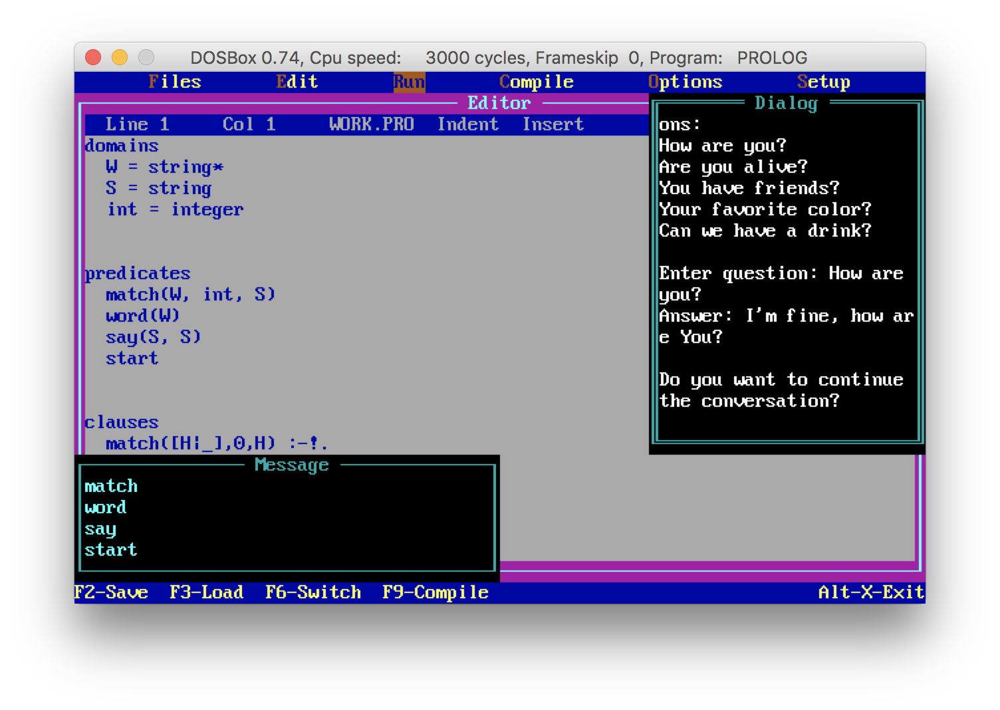 DOSBox 0.74, Cpu speed: 3000 cycles, Frameskip 0, Program: PROLOG
Files Edit Run Compile Options Setup
Editor
Line 1 Col 1 WORK.PRO Indent Insert
domains
W = string*
S = string
int = integer
predicates
match(W, int, S)
word(W)
say(S, S)
start
clauses
match([H¦_],0,H) :-!.
Dialog
ons:
How are you?
Are you alive?
You have friends?
Your favorite color?
Can we have a drink?
Enter question: How are
you?
Answer: I'm fine, how ar
e You?
Do you want to continue
the conversation?
Message
match
word
say
start
F2-Save F3-Load F6-Switch F9-Compile Alt-X-Exit